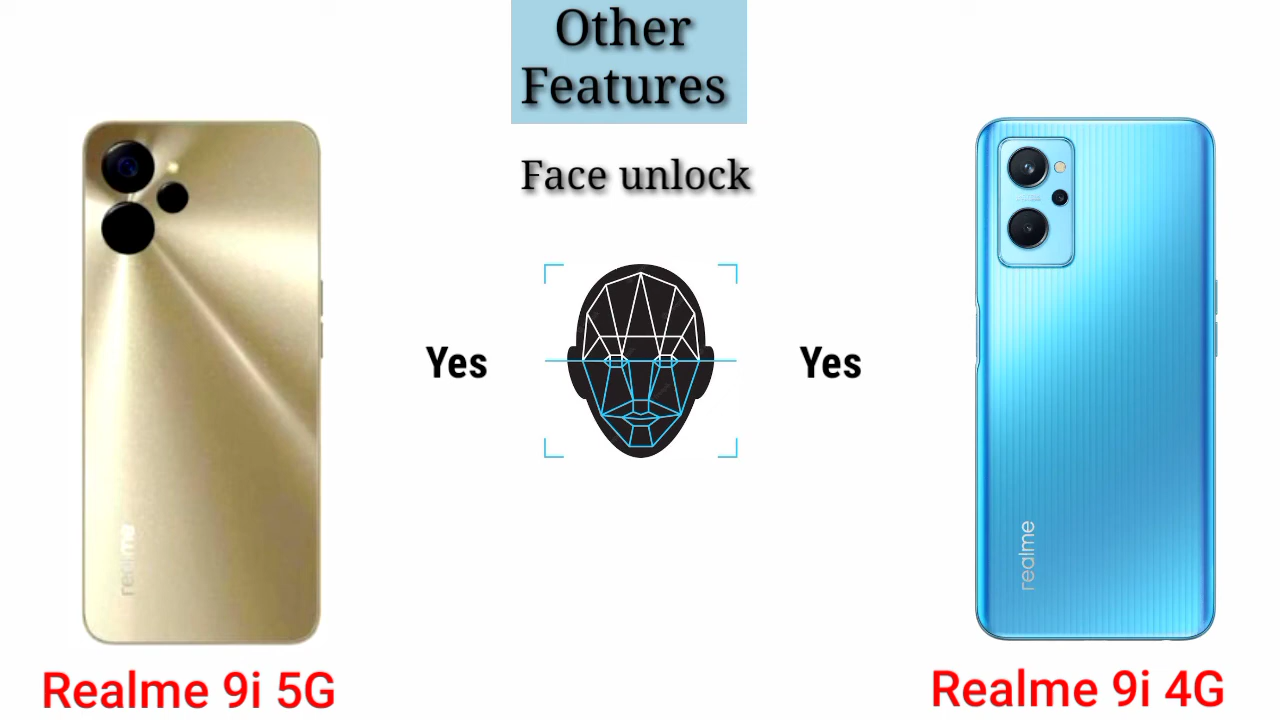 Other
Features
Face unlock
Yes
Yes
realme
realme
Realme 9i 5G
Realme 9i 4G